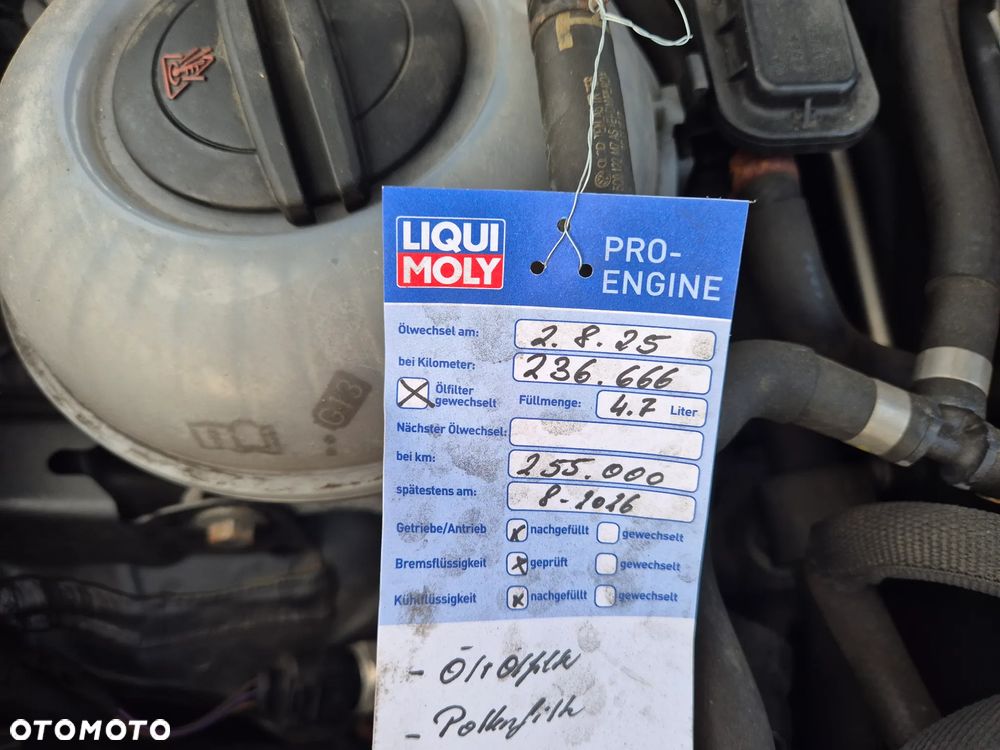 LIQUI
MOLY
PRO-
ENGINE
Ölwechsel am: 2.8.25
bei Kilometer: 236.666
Ölfilter
gewechselt
Füllmenge: 4.7 Liter
Nächster Ölwechsel:
bei km: 255.000
spätestens am: 8-2026
Getriebe/Antrieb x nachgefüllt gewechselt
Bremsflüssigkeit x geprüft gewechselt
Kühlflüssigkeit x nachgefüllt gewechselt
- Pollenfilter
G13
OTOMOTO